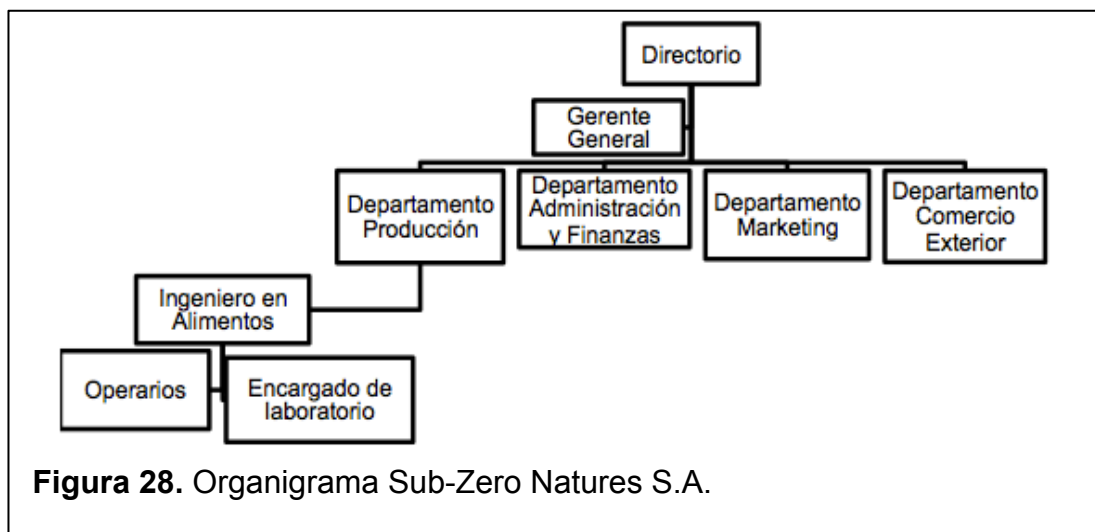 Directorio
Gerente
General
Departamento
Producción
Departamento
Administración
y Finanzas
Departamento
Marketing
Departamento
Comercio
Exterior
Ingeniero en
Alimentos
Operarios
Encargado de
laboratorio
Figura 28. Organigrama Sub-Zero Natures S.A.